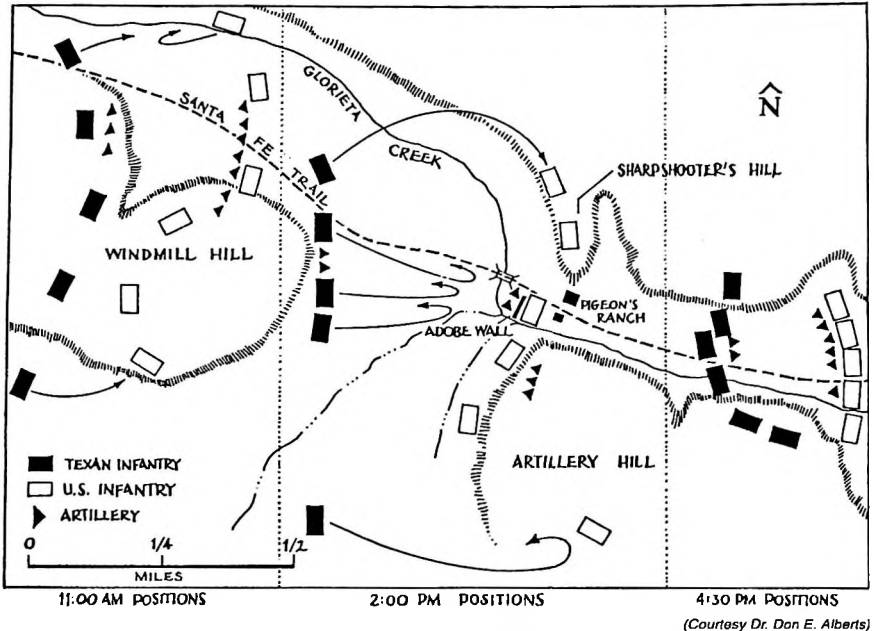 GLORIETA
CREEK
SANTA
FE
TRAIL
N
SHARPSHOOTER'S HILL
WINDMILL HILL
PIGEON'S
RANCH
ADOBE WALL
ARTILLERY HILL
TEXAN INFANTRY
U.S. INFANTRY
ARTILLERY
0 1/4 1/2
MILES
11:00 AM POSITIONS 2:00 PM POSITIONS 4:30 PM POSITIONS
(Courtesy Dr. Don E. Alberts)